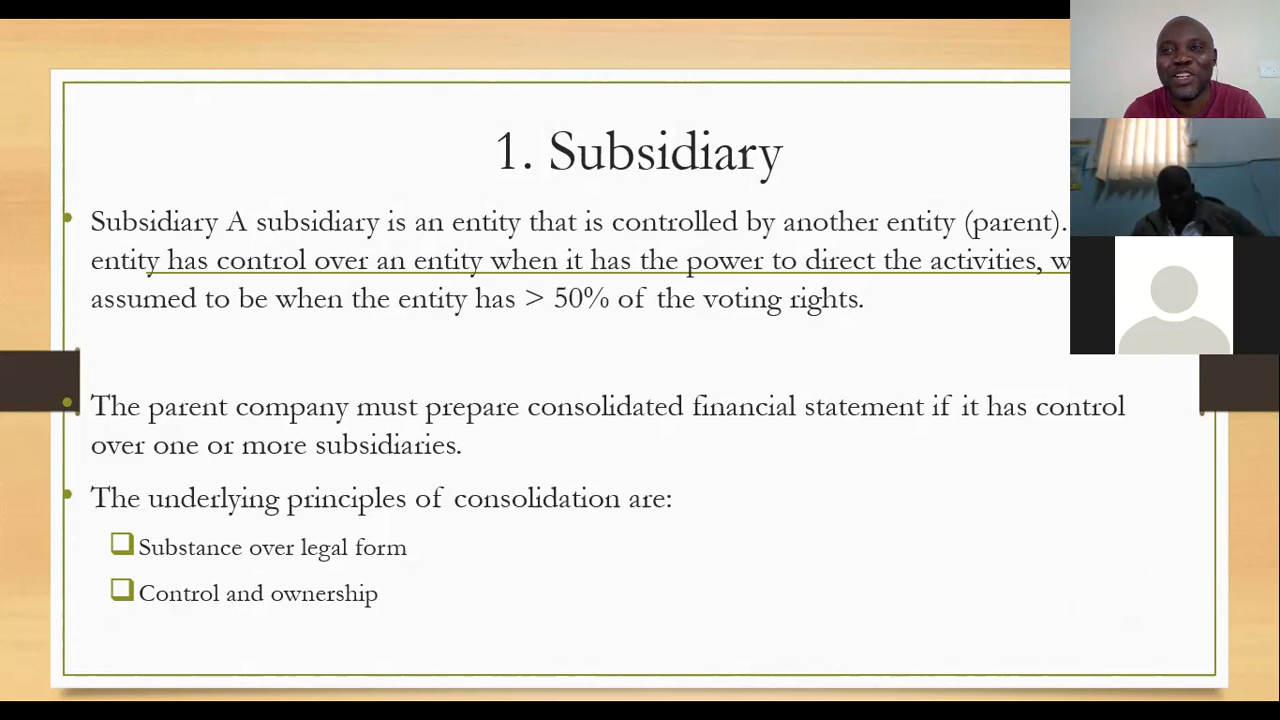 1. Subsidiary
Subsidiary A subsidiary is an entity that is controlled by another entity (parent).
entity has control over an entity when it has the power to direct the activities,
assumed to be when the entity has > 50% of the voting rights.
The parent company must prepare consolidated financial statement if it has control
over one or more subsidiaries.
The underlying principles of consolidation are:
Substance over legal form
Control and ownership